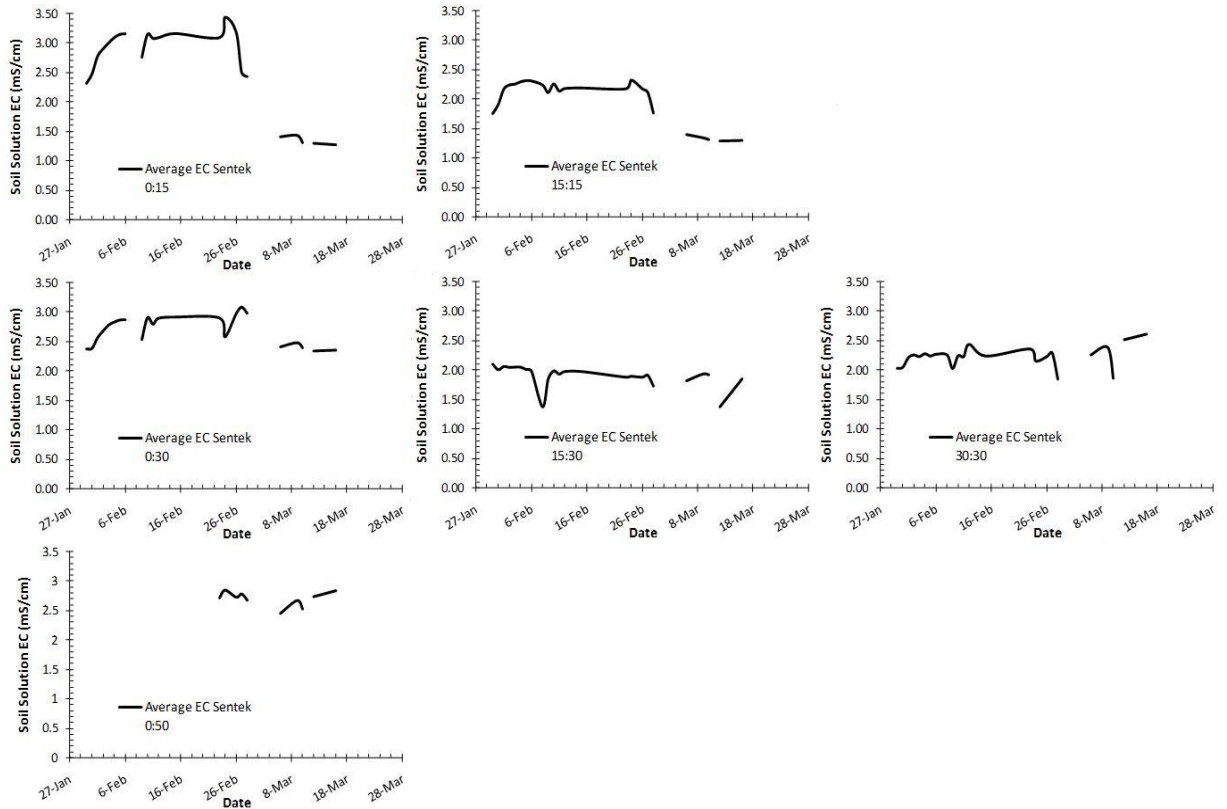 Soil Solution EC (mS/cm)
3.50
3.00
2.50
2.00
1.50
1.00
0.50
0.00
Average EC Sentek
0:15
27-Jan
6-Feb
16-Feb
26-Feb
8-Mar
18-Mar
28-Mar
Date
Soil Solution EC (mS/cm)
3.50
3.00
2.50
2.00
1.50
1.00
0.50
0.00
Average EC Sentek
15:15
27-Jan
6-Feb
16-Feb
26-Feb
8-Mar
18-Mar
28-Mar
Date
Soil Solution EC (mS/cm)
3.50
3.00
2.50
2.00
1.50
1.00
0.50
0.00
Average EC Sentek
0:30
27-Jan
6-Feb
16-Feb
26-Feb
8-Mar
18-Mar
28-Mar
Date
Soil Solution EC (mS/cm)
3.50
3.00
2.50
2.00
1.50
1.00
0.50
0.00
Average EC Sentek
15:30
27-Jan
6-Feb
16-Feb
26-Feb
8-Mar
18-Mar
28-Mar
Date
Soil Solution EC (mS/cm)
3.50
3.00
2.50
2.00
1.50
1.00
0.50
0.00
Average EC Sentek
30:30
27-Jan
6-Feb
16-Feb
26-Feb
8-Mar
18-Mar
28-Mar
Date
Soil Solution EC (mS/cm)
3.5
3
2.5
2
1.5
1
0.5
0
Average EC Sentek
0:50
27-Jan
6-Feb
16-Feb
26-Feb
8-Mar
18-Mar
28-Mar
Date